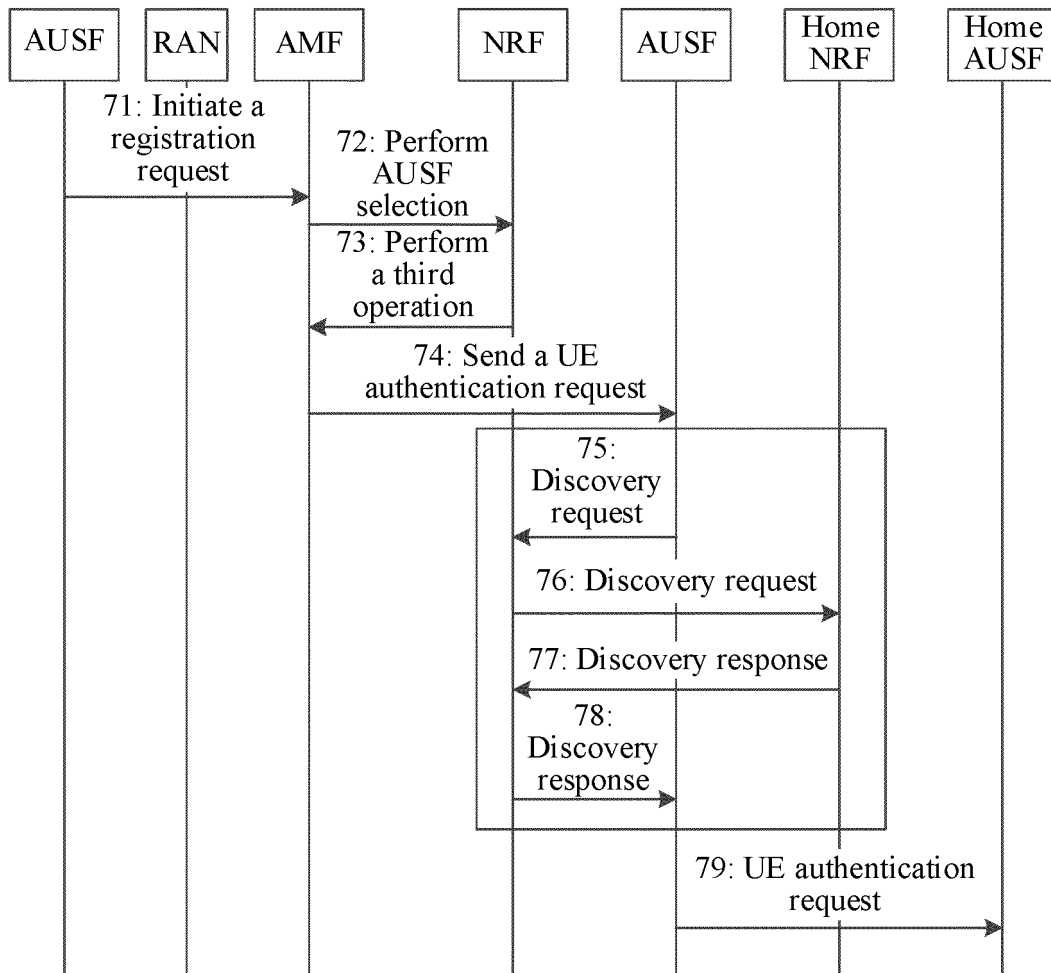 AUSF
RAN
AMF
NRF
AUSF
Home
NRF
Home
AUSF
71: Initiate a
registration
request
72: Perform
AUSF
selection
73: Perform
a third
operation
74: Send a UE
authentication request
75:
Discovery
request
76: Discovery request
77: Discovery response
78:
Discovery
response
79: UE authentication
request